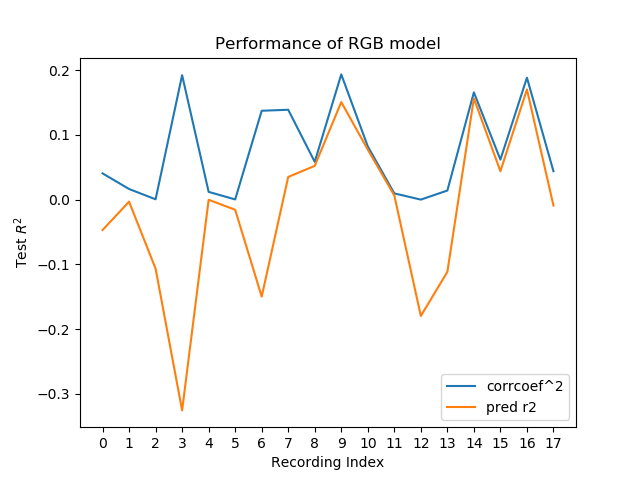 Performance of RGB model
Test R²
0.2
0.1
0.0
−0.1
−0.2
−0.3
corrcoef^2
pred r2
0 1 2 3 4 5 6 7 8 9 10 11 12 13 14 15 16 17
Recording Index